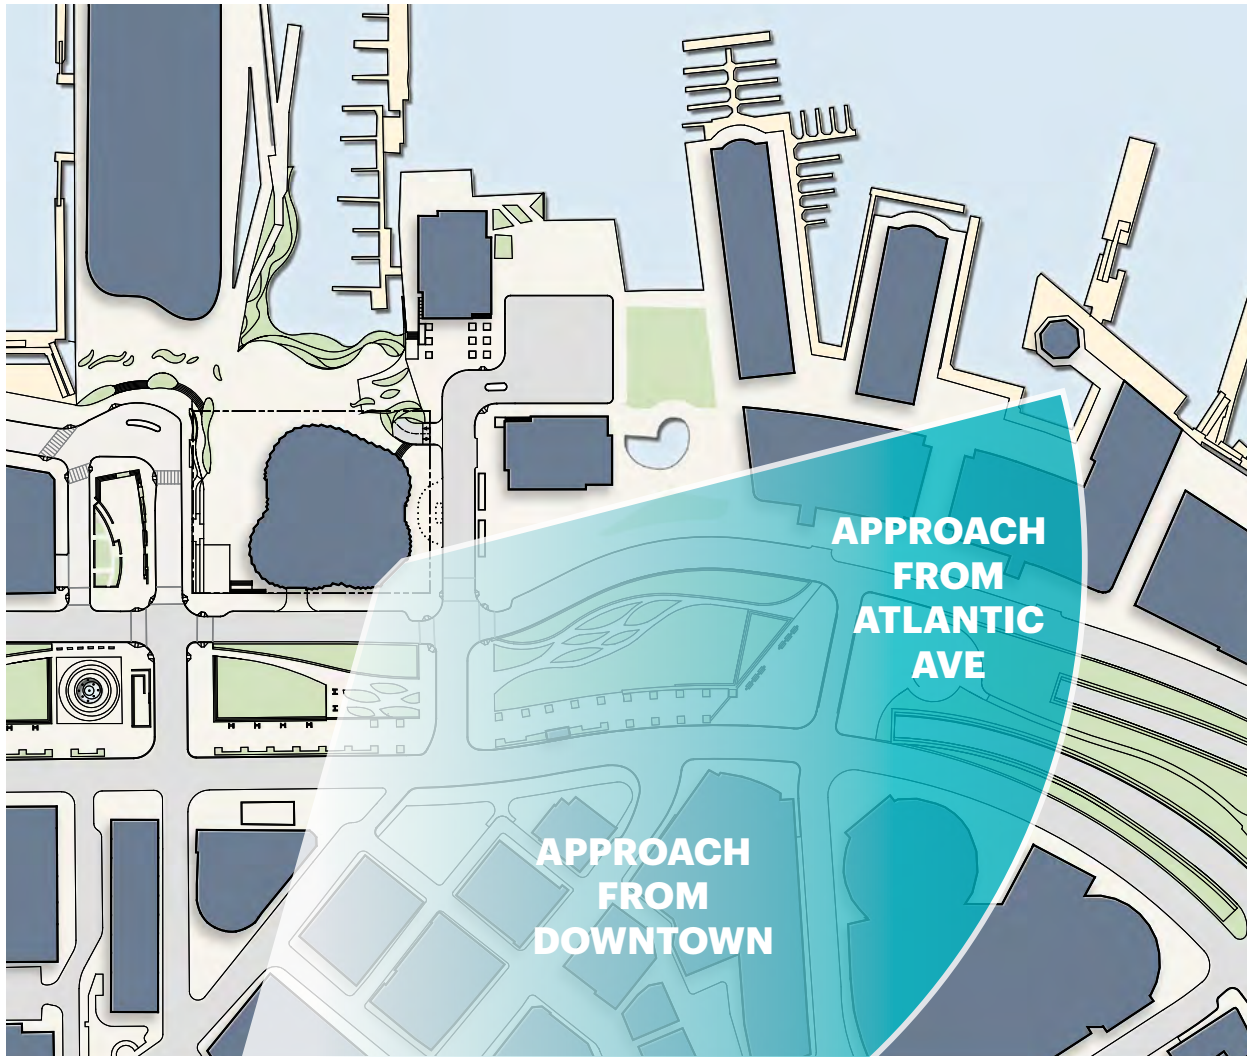 APPROACH
FROM
ATLANTIC
AVE
APPROACH
FROM
DOWNTOWN